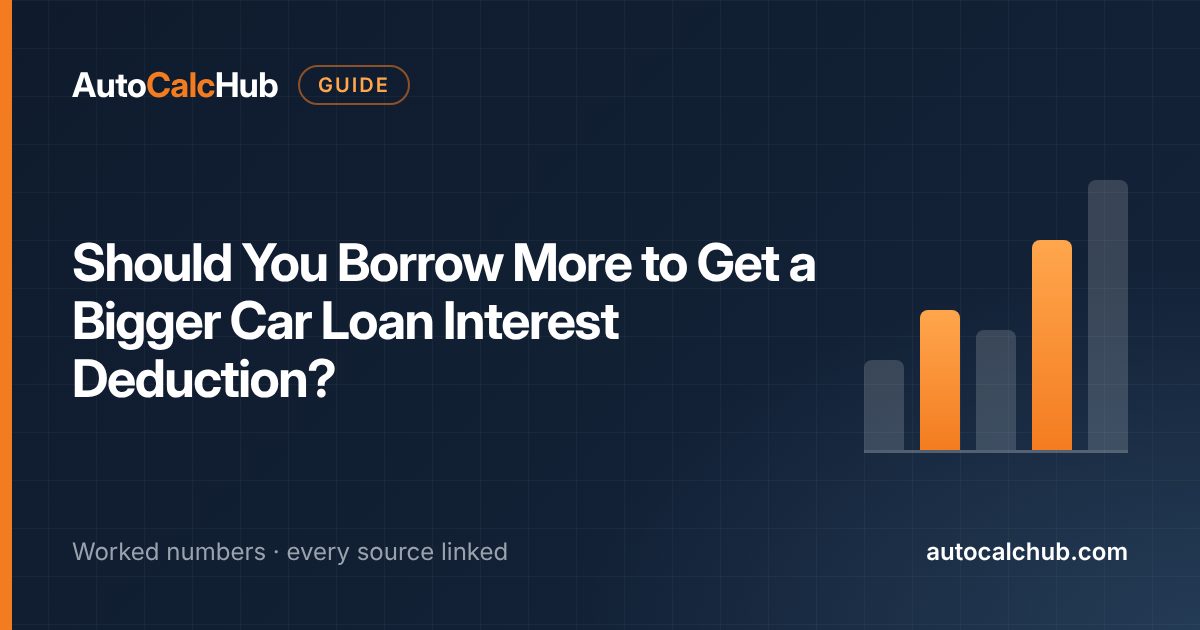 AutoCalcHub
GUIDE
Should You Borrow More to Get a
Bigger Car Loan Interest
Deduction?
Worked numbers · every source linked
autocalchub.com